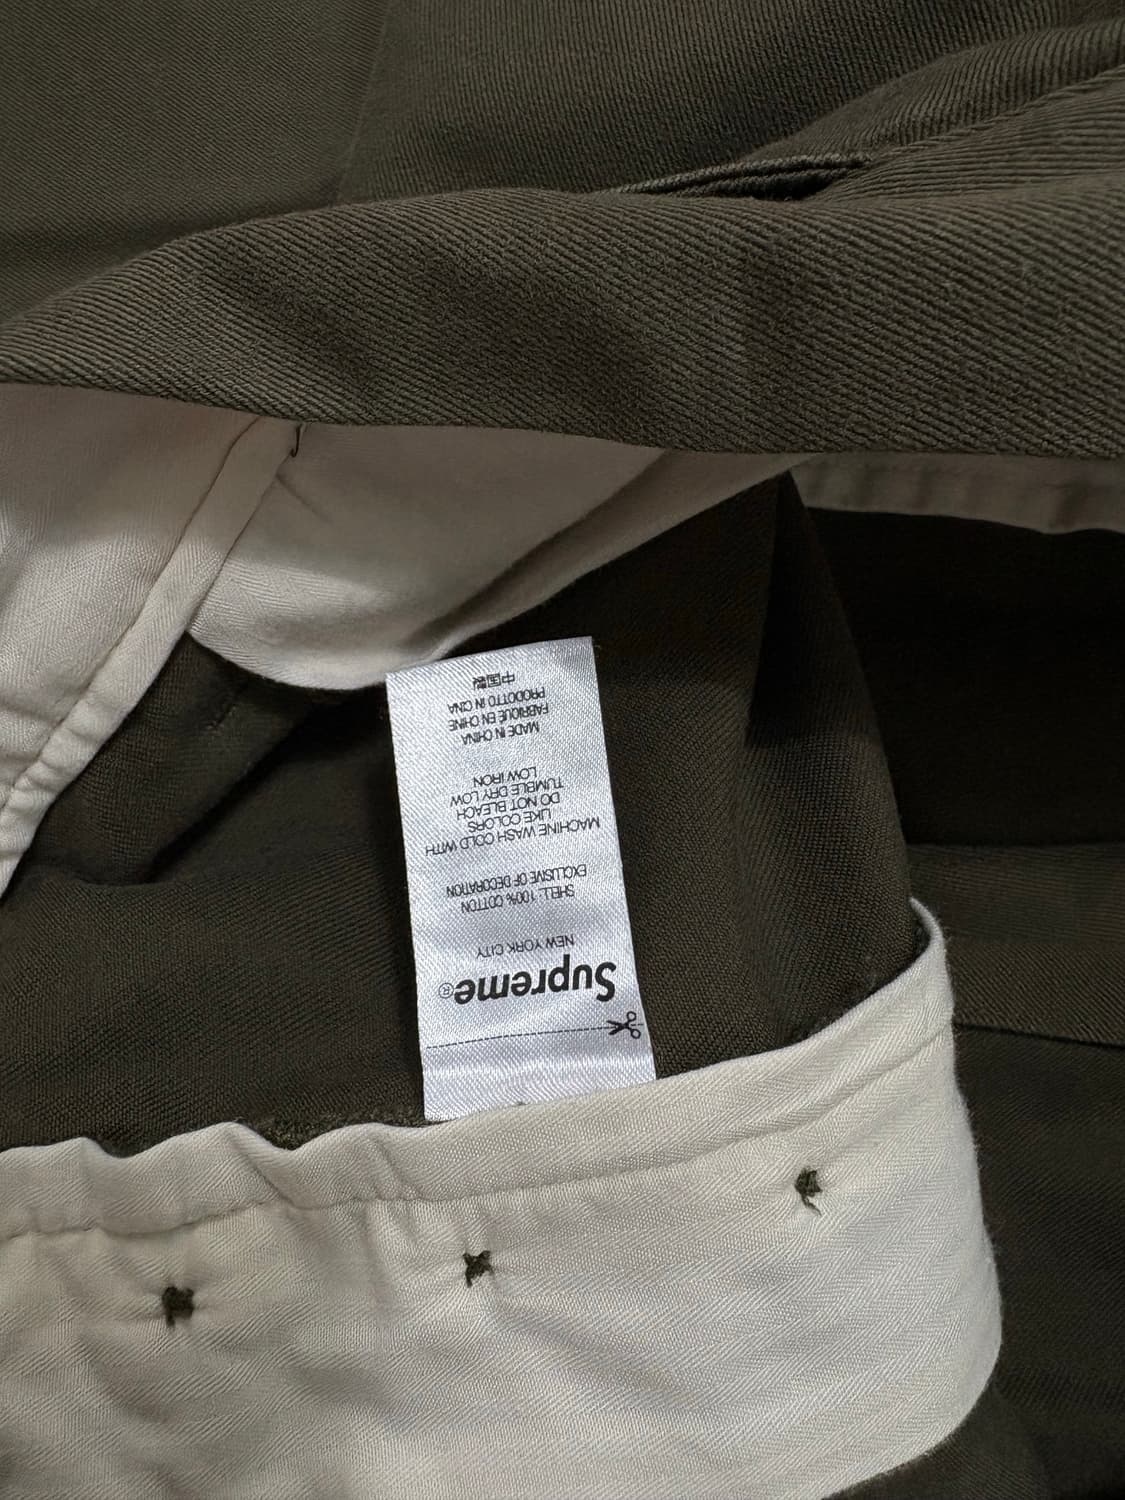 Supreme®
NEW YORK CITY
SHELL 100% COTTON
EXCLUSIVE OF DECORATION
MACHINE WASH COLD WITH
LIKE COLORS
DO NOT BLEACH
TUMBLE DRY LOW
LOW IRON
MADE IN CHINA
FABRIQUÉ EN CHINE
PRODOTTO IN CINA
中国製